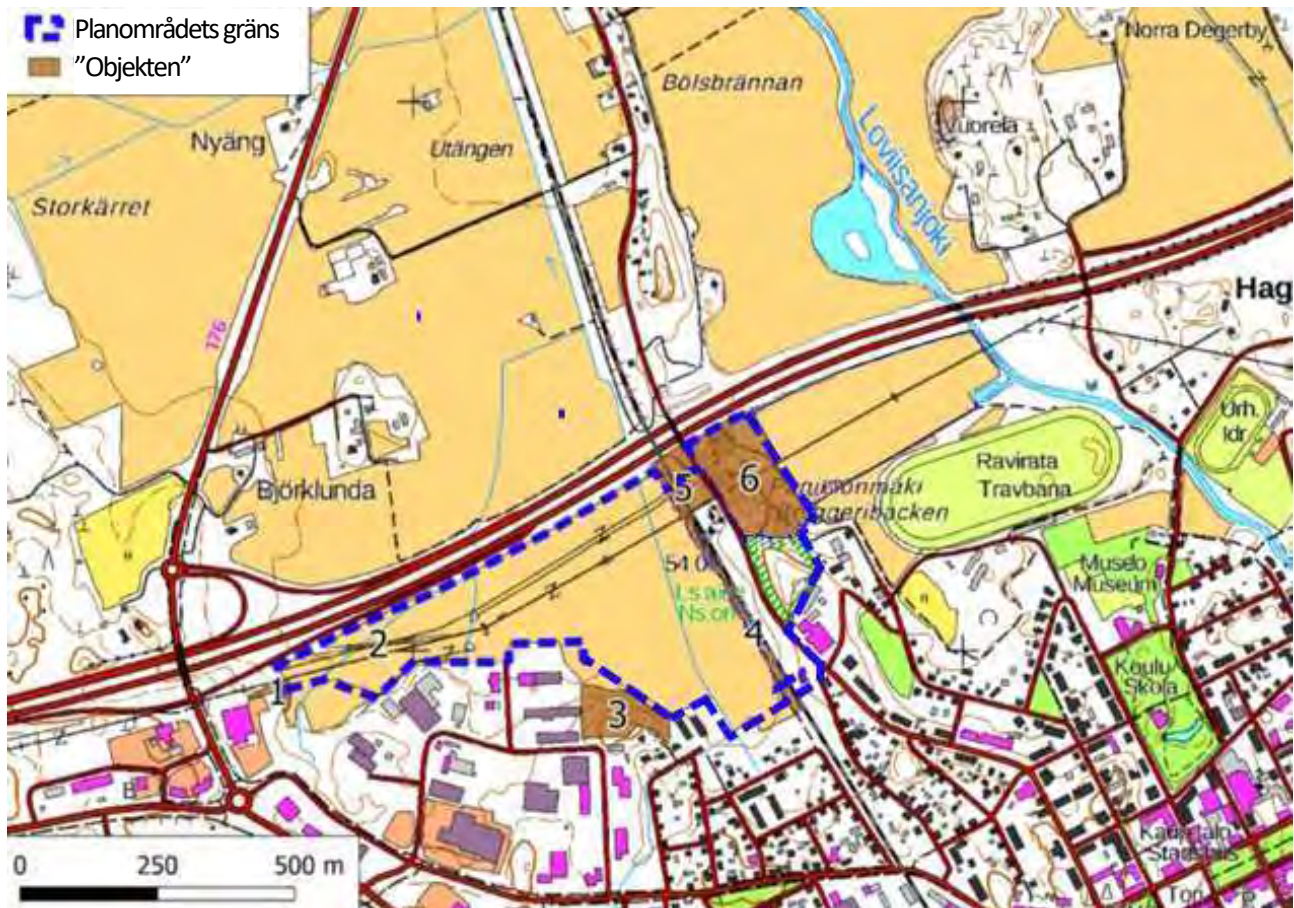 Planområdets gräns
”Objekten”
Norra Degerby
Bölsbrännan
Nyäng
Utängen
Vuorela
Loviisanjoki
Storkärret
176
Hag
Urh.
Idr
Ravirata
Travbana
Björklunda
5
6
n
54
Museo
Museum
n
4
2
Koulu
Skola
1
3
E
0
250
500 m